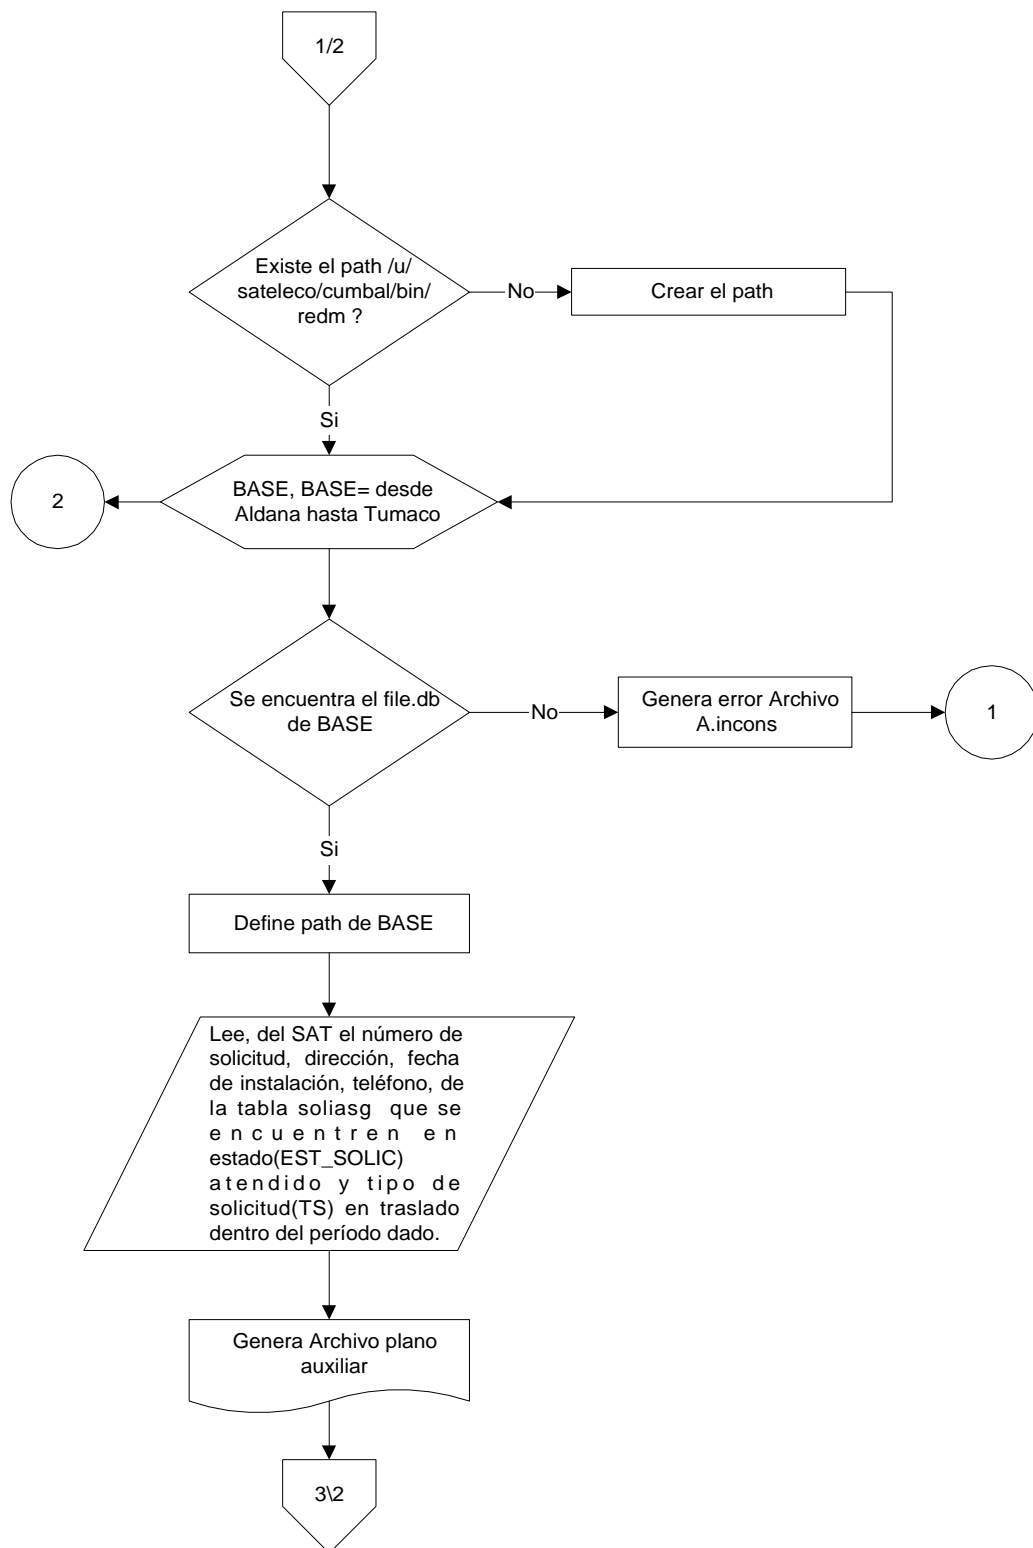 1/2
Existe el path /u/
sateleco/cumbal/bin/
redm ?
No
Crear el path
Si
2
BASE, BASE= desde
Aldana hasta Tumaco
Se encuentra el file.db
de BASE
No
Genera error Archivo
A.incons
1
Si
Define path de BASE
Lee, del SAT el número de
solicitud, dirección, fecha
de instalación, teléfono, de
la tabla soliasg que se
encuentren en
estado(EST_SOLIC)
atendido y tipo de
solicitud(TS) en traslado
dentro del período dado.
Genera Archivo plano
auxiliar
3\2